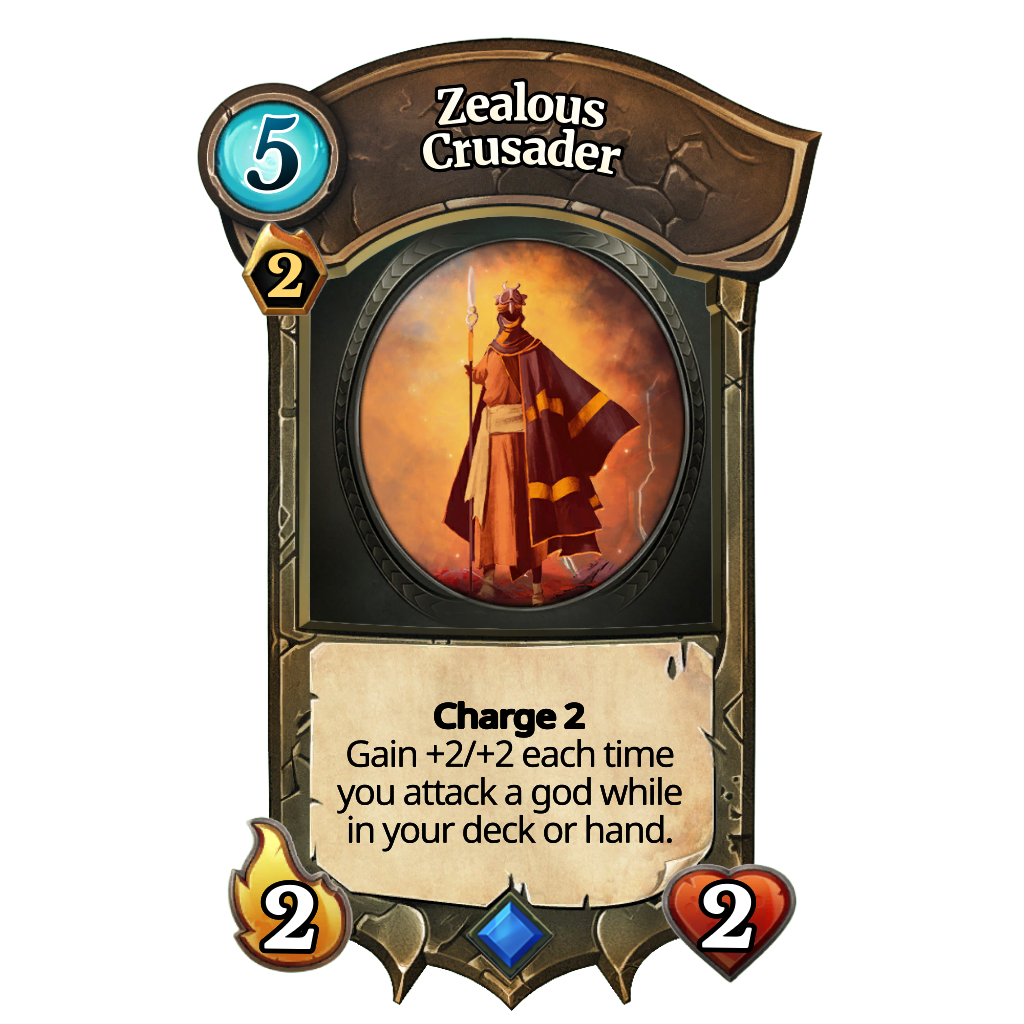 5
Zealous
Crusader
2
Charge 2
Gain +2/+2 each time
you attack a god while
in your deck or hand.
2
2